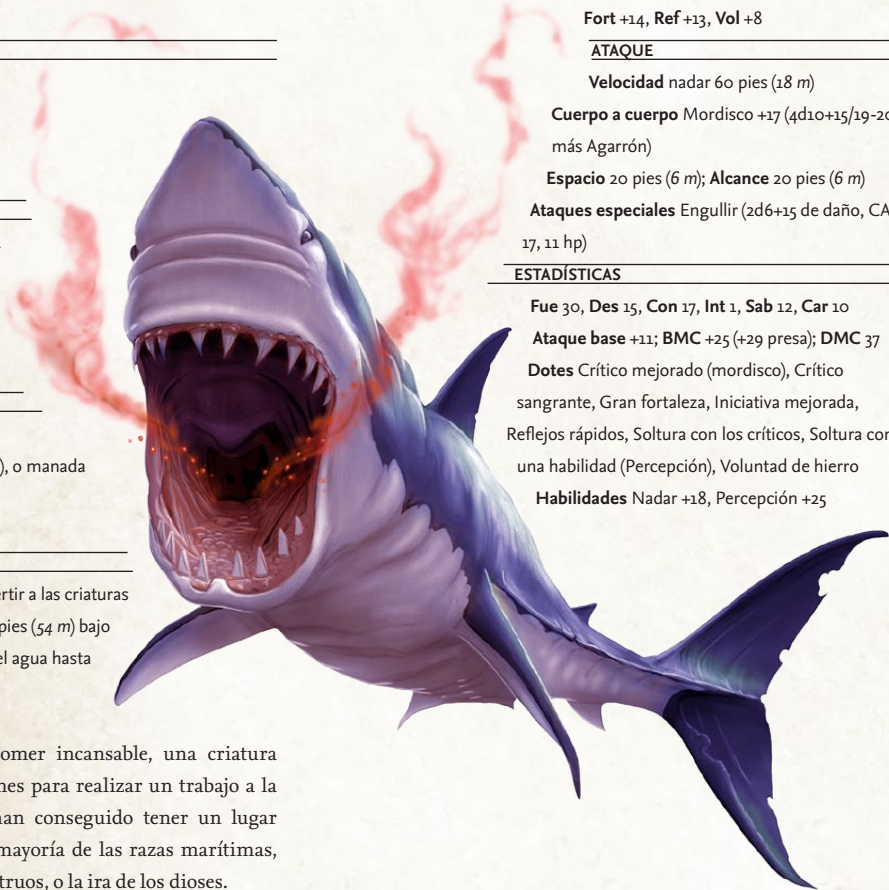 ), o manada
rtir a las criaturas
pies (54 m) bajo
el agua hasta
omer incansable, una criatura
nes para realizar un trabajo a la
han conseguido tener un lugar
mayoría de las razas marítimas,
truos, o la ira de los dioses.
Fort +14, Ref +13, Vol +8
ATAQUE
Velocidad nadar 60 pies (18 m)
Cuerpo a cuerpo Mordisco +17 (4d10+15/19-20
más Agarrón)
Espacio 20 pies (6 m); Alcance 20 pies (6 m)
Ataques especiales Engullir (2d6+15 de daño, CA
17, 11 hp)
ESTADÍSTICAS
Fue 30, Des 15, Con 17, Int 1, Sab 12, Car 10
Ataque base +11; BMC +25 (+29 presa); DMC 37
Dotes Crítico mejorado (mordisco), Crítico
sangrante, Gran fortaleza, Iniciativa mejorada,
Reflejos rápidos, Soltura con los críticos, Soltura con
una habilidad (Percepción), Voluntad de hierro
Habilidades Nadar +18, Percepción +25